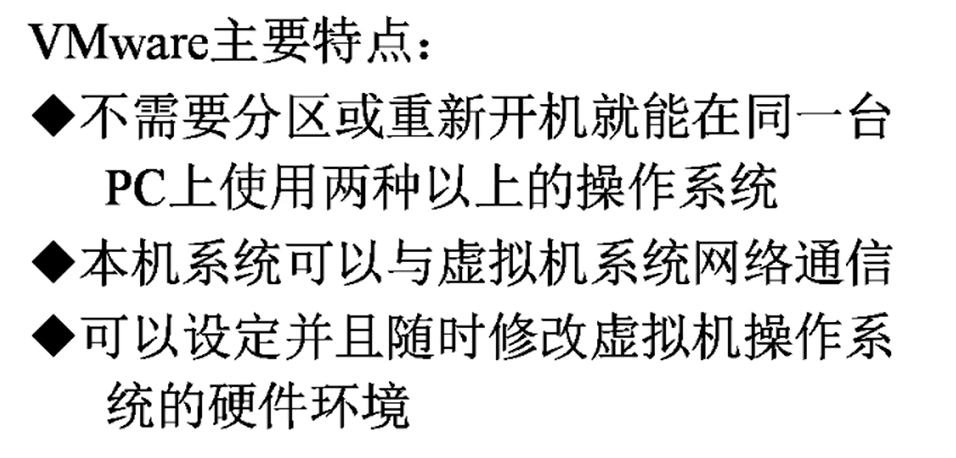 VMware主要特点：
◆不需要分区或重新开机就能在同一台
PC上使用两种以上的操作系统
◆本机系统可以与虚拟机系统网络通信
◆可以设定并且随时修改虚拟机操作系
统的硬件环境